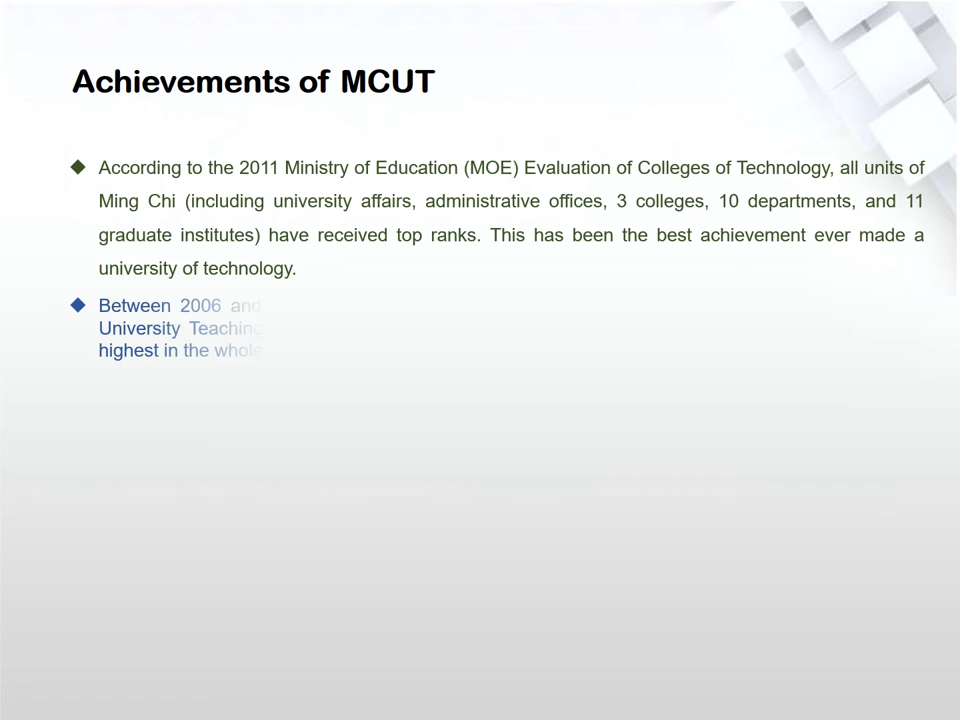 Achievements of MCUT
According to the 2011 Ministry of Education (MOE) Evaluation of Colleges of Technology, all units of
Ming Chi (including university affairs, administrative offices, 3 colleges, 10 departments, and 11
graduate institutes) have received top ranks. This has been the best achievement ever made a
university of technology.
Between 2006 and
University Teaching
highest in the whole